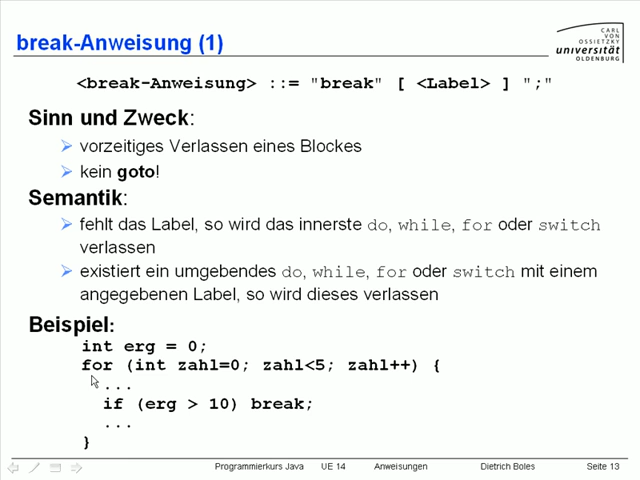 break-Anweisung (1)
CARL
VON
OSSIETZKY
universität
OLDENBURG
<break-Anweisung> ::= "break" [ <Label> ] ";"
Sinn und Zweck:
vorzeitiges Verlassen eines Blockes
kein goto!
Semantik:
fehlt das Label, so wird das innerste do, while, for oder switch
verlassen
existiert ein umgebendes do, while, for oder switch mit einem
angegebenen Label, so wird dieses verlassen
Beispiel:
int erg = 0;
for (int zahl=0; zahl<5; zahl++) {
...
if (erg > 10) break;
...
}
Programmierkurs Java UE 14 Anweisungen Dietrich Boles Seite 13